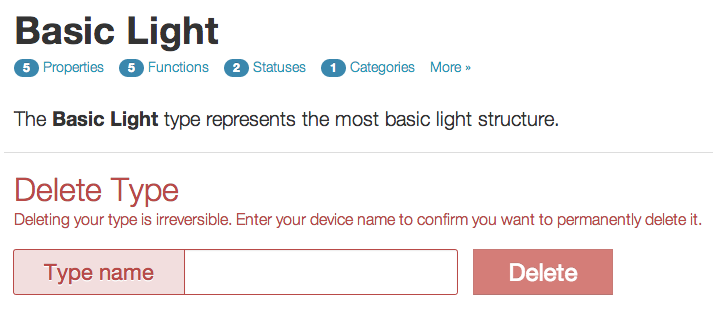 Basic Light
5 Properties 5 Functions 2 Statuses 1 Categories More »
The Basic Light type represents the most basic light structure.
Delete Type
Deleting your type is irreversible. Enter your device name to confirm you want to permanently delete it.
Type name Delete